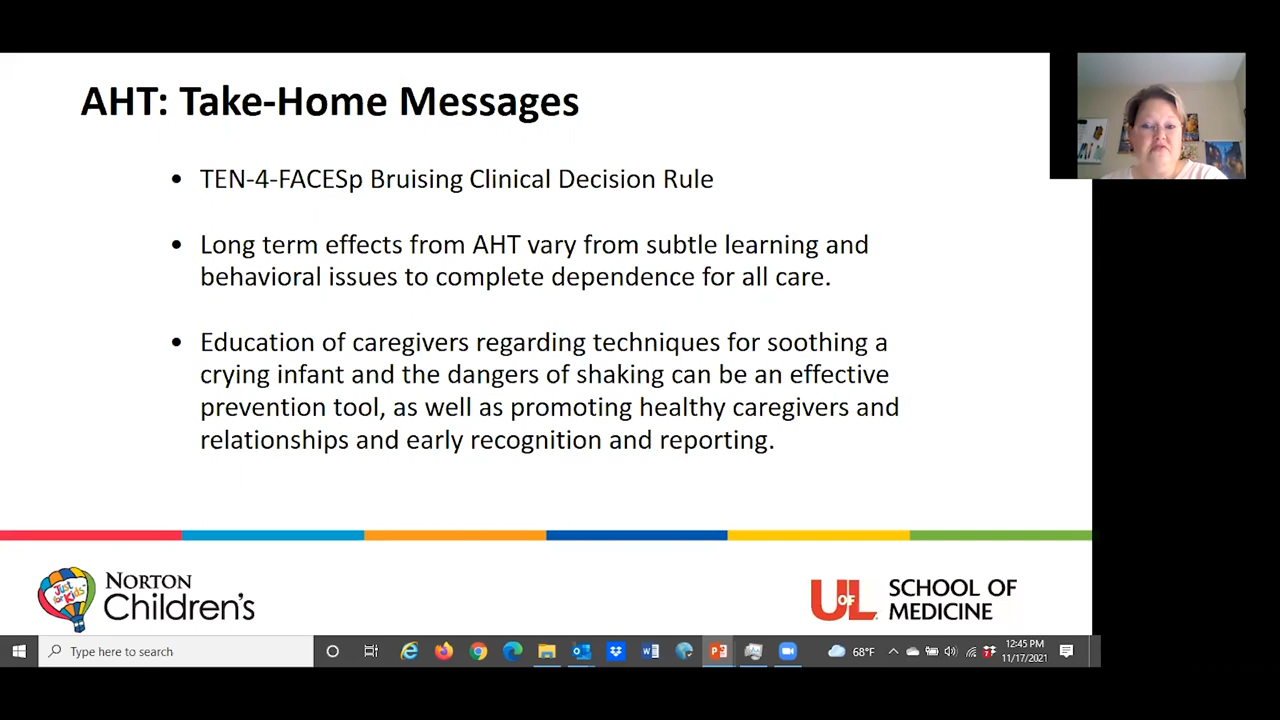 AHT: Take-Home Messages
• TEN-4-FACESp Bruising Clinical Decision Rule
• Long term effects from AHT vary from subtle learning and
behavioral issues to complete dependence for all care.
• Education of caregivers regarding techniques for soothing a
crying infant and the dangers of shaking can be an effective
prevention tool, as well as promoting healthy caregivers and
relationships and early recognition and reporting.
Just for Kids
NORTON
Children's
UofL
SCHOOL OF
MEDICINE
Type here to search
68°F
12:45 PM
11/17/2021